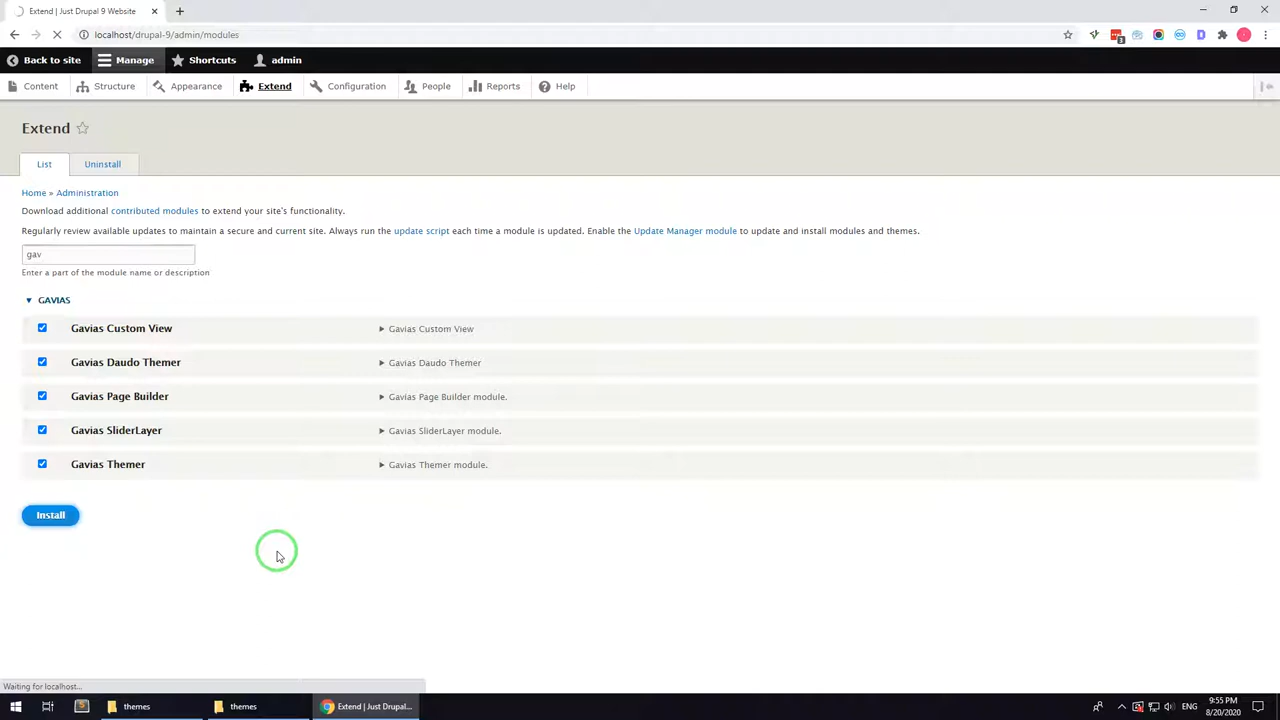 Extend | Just Drupal 9 Website
localhost/drupal-9/admin/modules
3
Back to site Manage Shortcuts admin
Content Structure Appearance Extend Configuration People Reports Help
Extend
List Uninstall
Home » Administration
Download additional contributed modules to extend your site's functionality.
Regularly review available updates to maintain a secure and current site. Always run the update script each time a module is updated. Enable the Update Manager module to update and install modules and themes.
gav
Enter a part of the module name or description
GAVIAS
Gavias Custom View Gavias Custom View
Gavias Daudo Themer Gavias Daudo Themer
Gavias Page Builder Gavias Page Builder module.
Gavias SliderLayer Gavias SliderLayer module.
Gavias Themer Gavias Themer module.
Install
Waiting for localhost...
themes themes Extend | Just Drupal... ENG 9:55 PM
8/20/2020